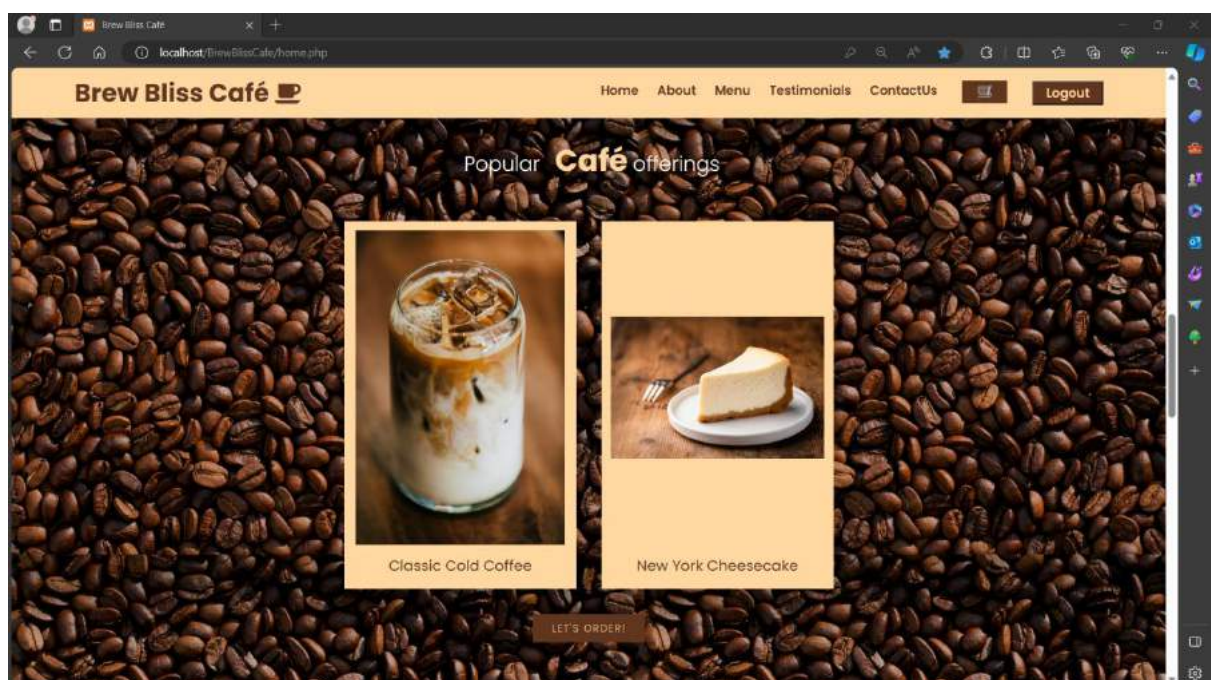 Brew Bliss Café
localhost/BrewBlissCafe/home.php
Brew Bliss Café
Home About Menu Testimonials ContactUs Logout
Popular Café offerings
Classic Cold Coffee
New York Cheesecake
LET'S ORDER!